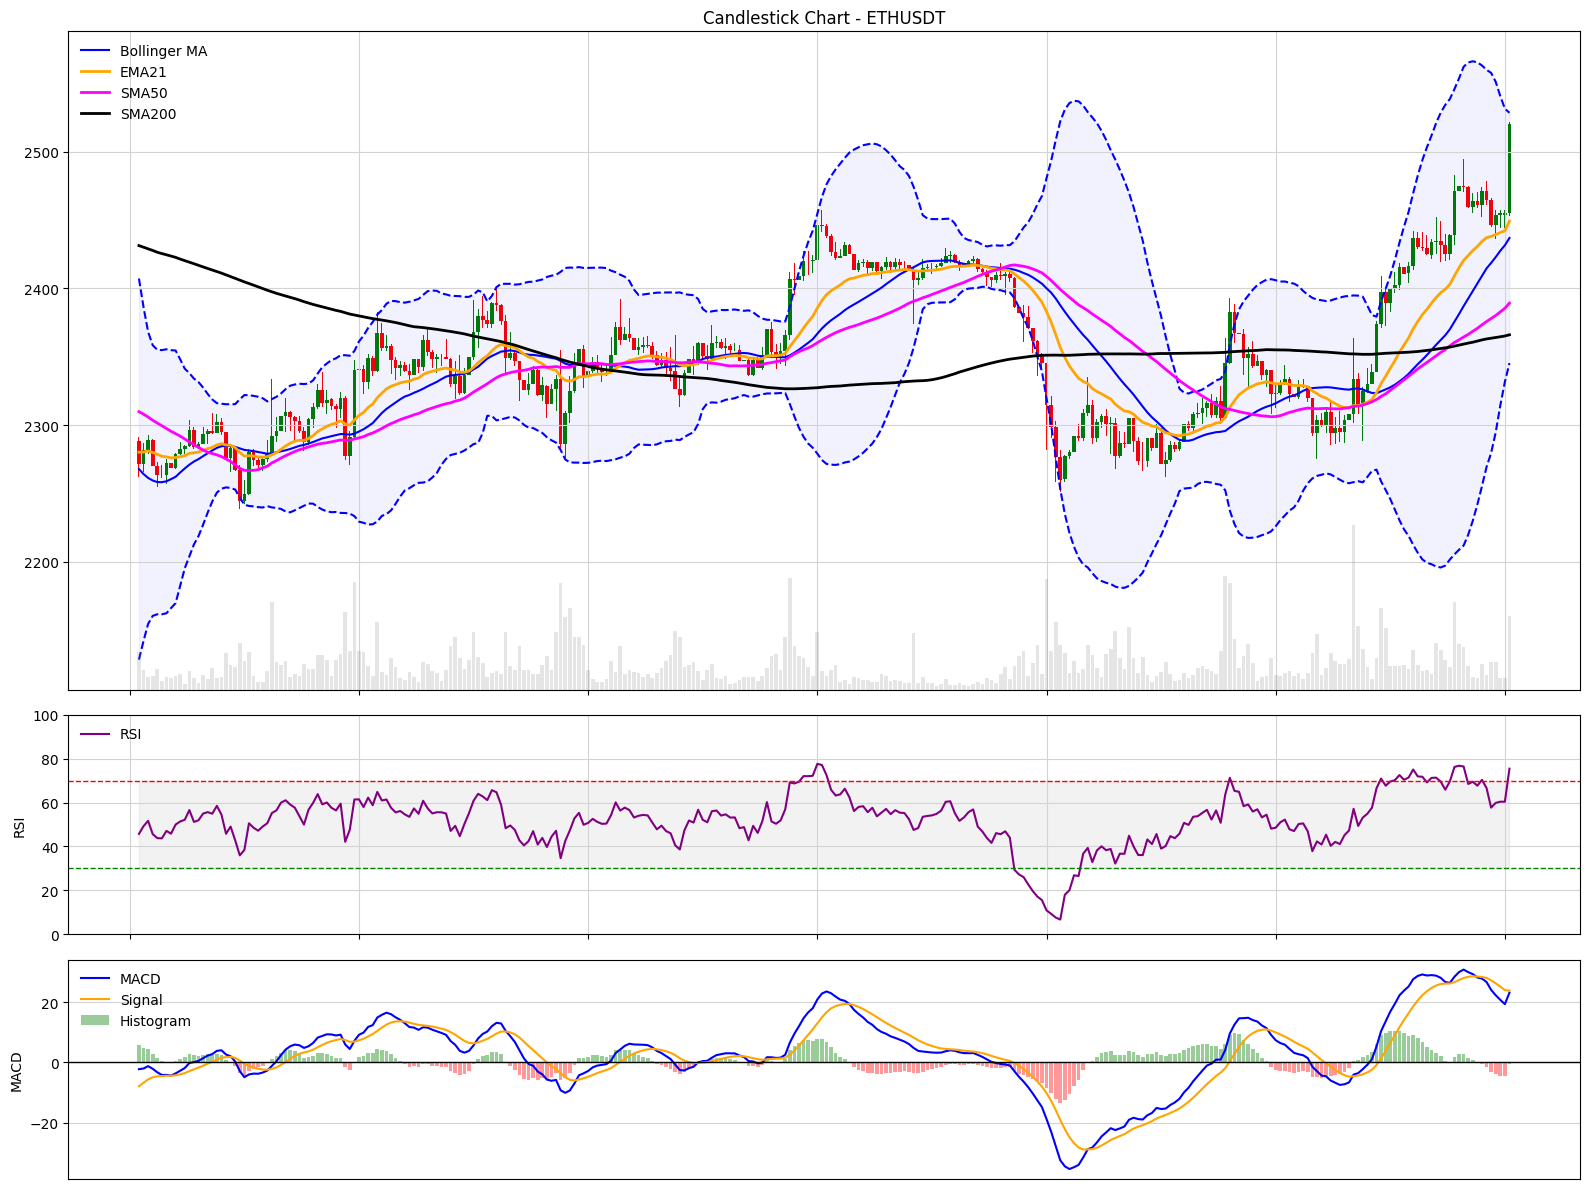 Candlestick Chart - ETHUSDT
Bollinger MA
EMA21
SMA50
SMA200
2500
2400
2300
2200
100
80
60
40
20
0
RSI
RSI
20
0
−20
MACD
MACD
Signal
Histogram